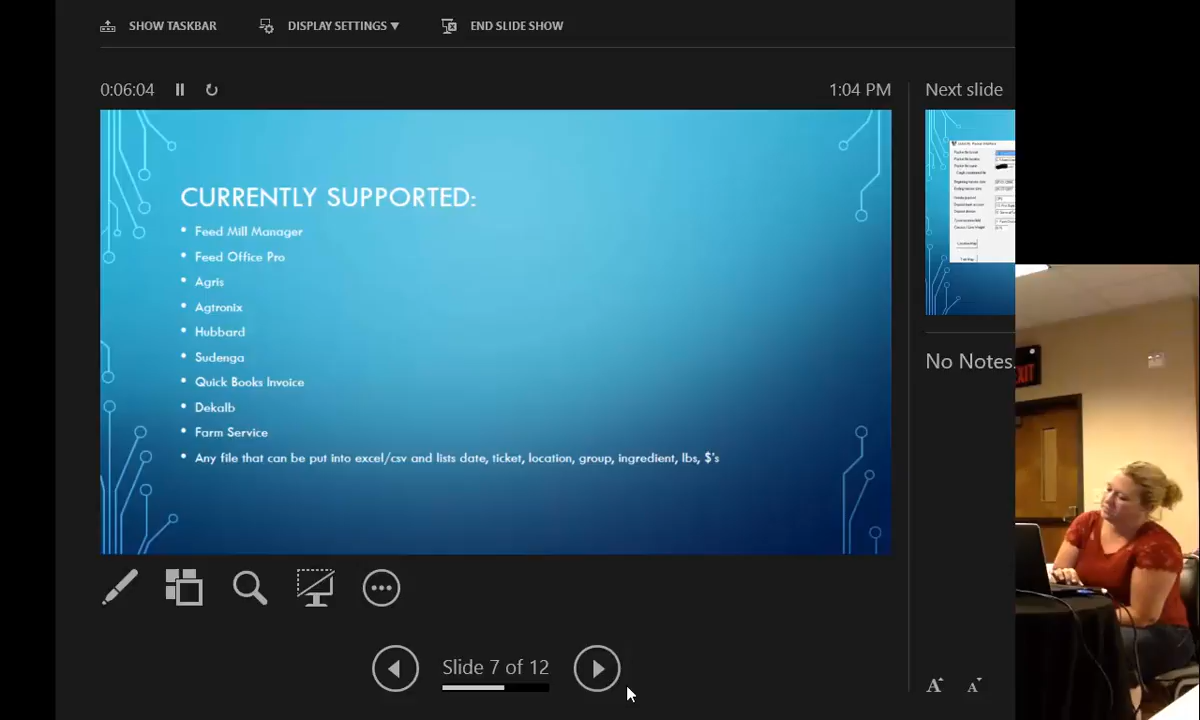 SHOW TASKBAR
DISPLAY SETTINGS
END SLIDE SHOW
0:06:04
1:04 PM
CURRENTLY SUPPORTED:
• Feed Mill Manager
• Feed Office Pro
• Agris
• Agtronix
• Hubbard
• Sudenga
• Quick Books Invoice
• Dekalb
• Farm Service
• Any file that can be put into excel/csv and lists date, ticket, location, group, ingredient, lbs, $'s
Slide 7 of 12
Next slide
No Notes.
A A
EXIT